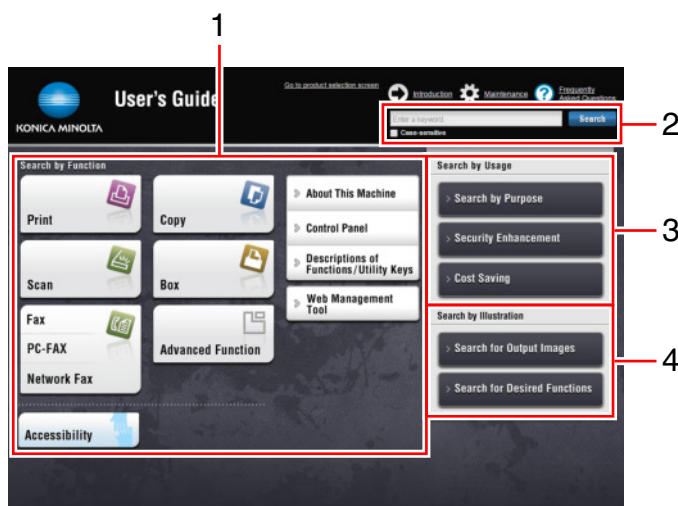 1
Go to product selection screen
Introduction
Maintenance
Frequently
Asked Questions
User's Guide
KONICA MINOLTA
Enter a keyword.
Search
Case-sensitive
2
Search by Function
Print
Copy
Scan
Box
Fax
PC-FAX
Network Fax
Advanced Function
Accessibility
About This Machine
Control Panel
Descriptions of
Functions/Utility Keys
Web Management
Tool
Search by Usage
Search by Purpose
Security Enhancement
Cost Saving
3
Search by Illustration
Search for Output Images
Search for Desired Functions
4